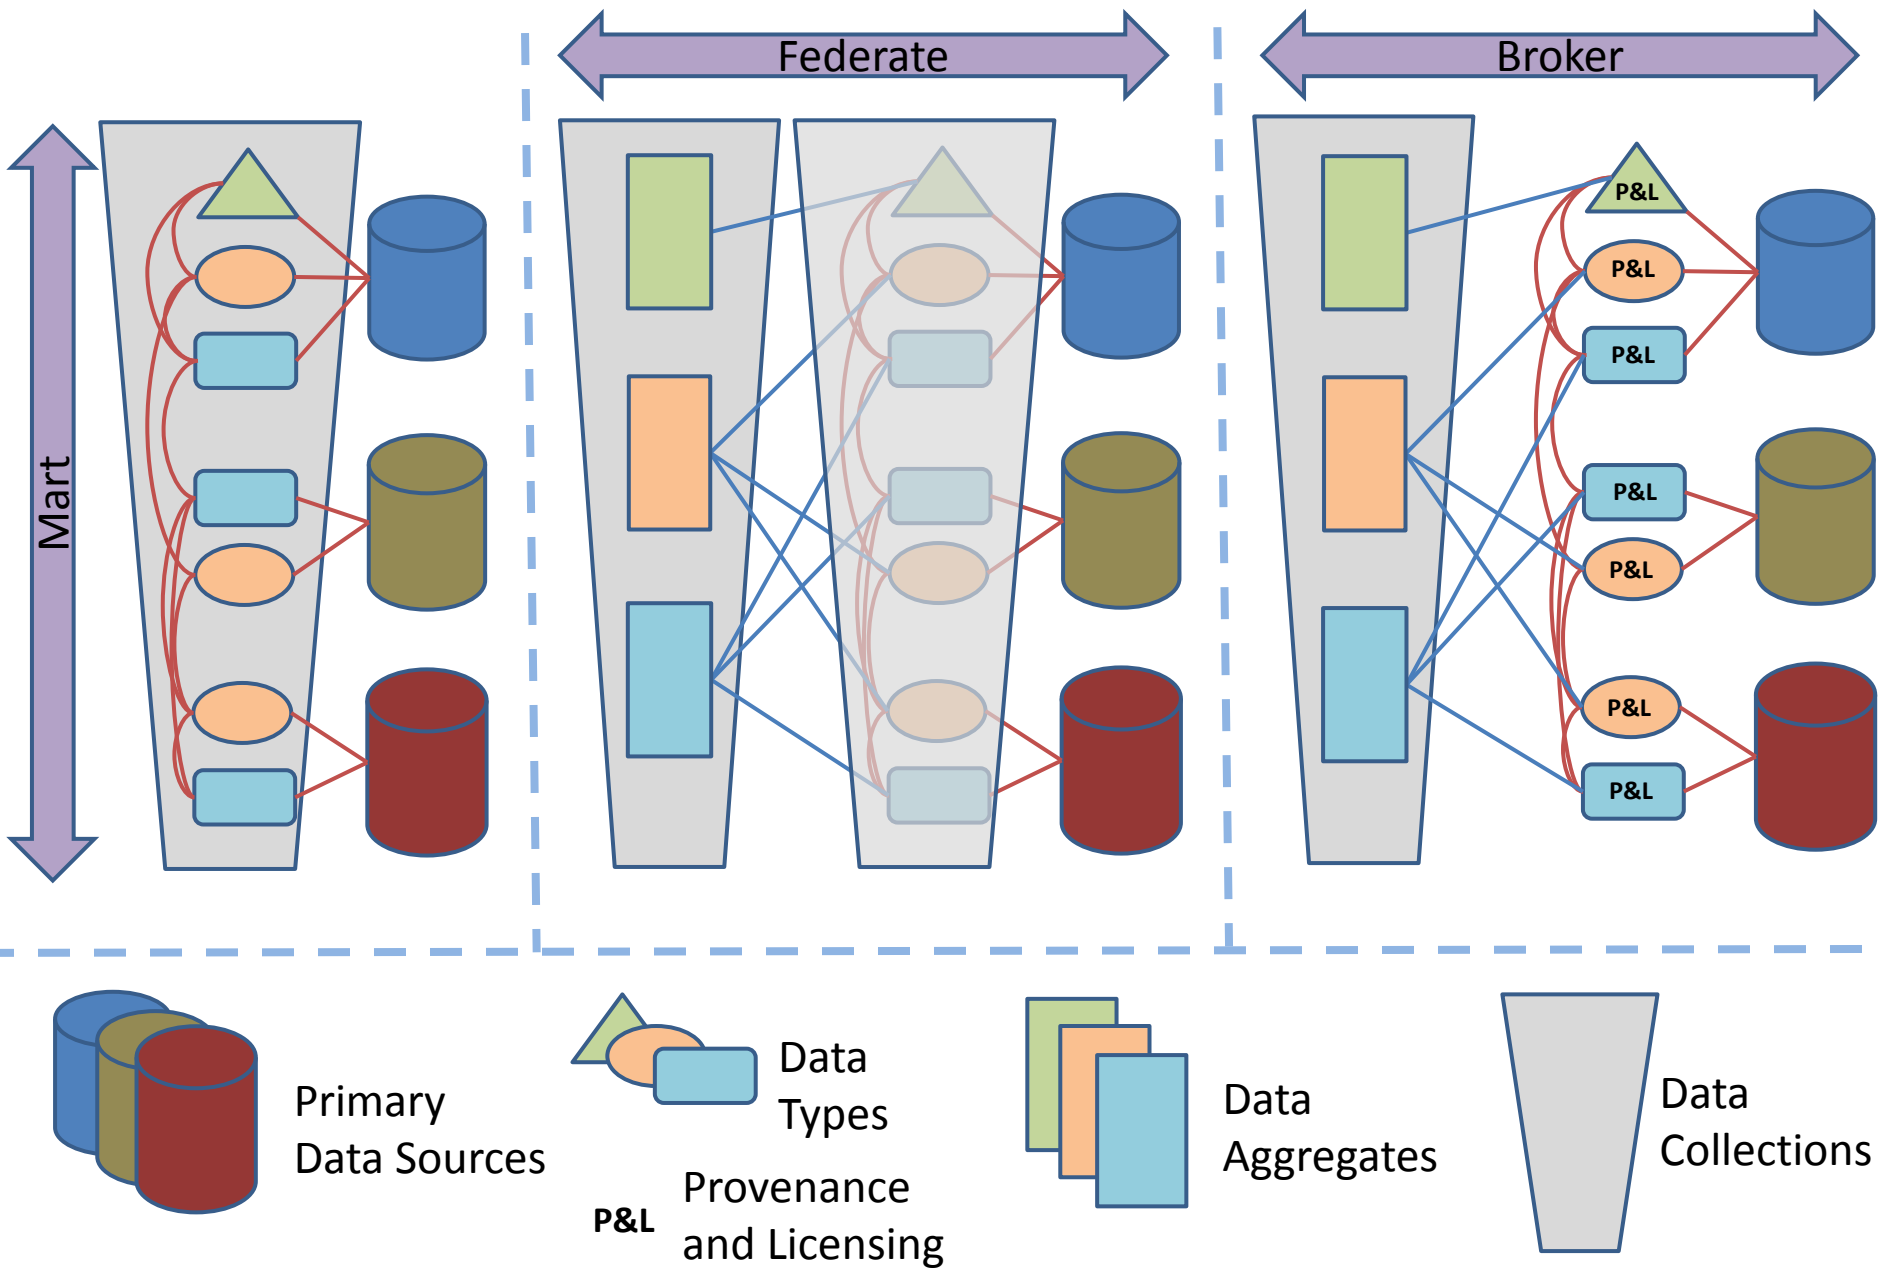 Federate
Broker
Mart
P&L
P&L
P&L
P&L
P&L
P&L
P&L
Primary
Data Sources
Data
Types
P&L
Provenance
and Licensing
Data
Aggregates
Data
Collections